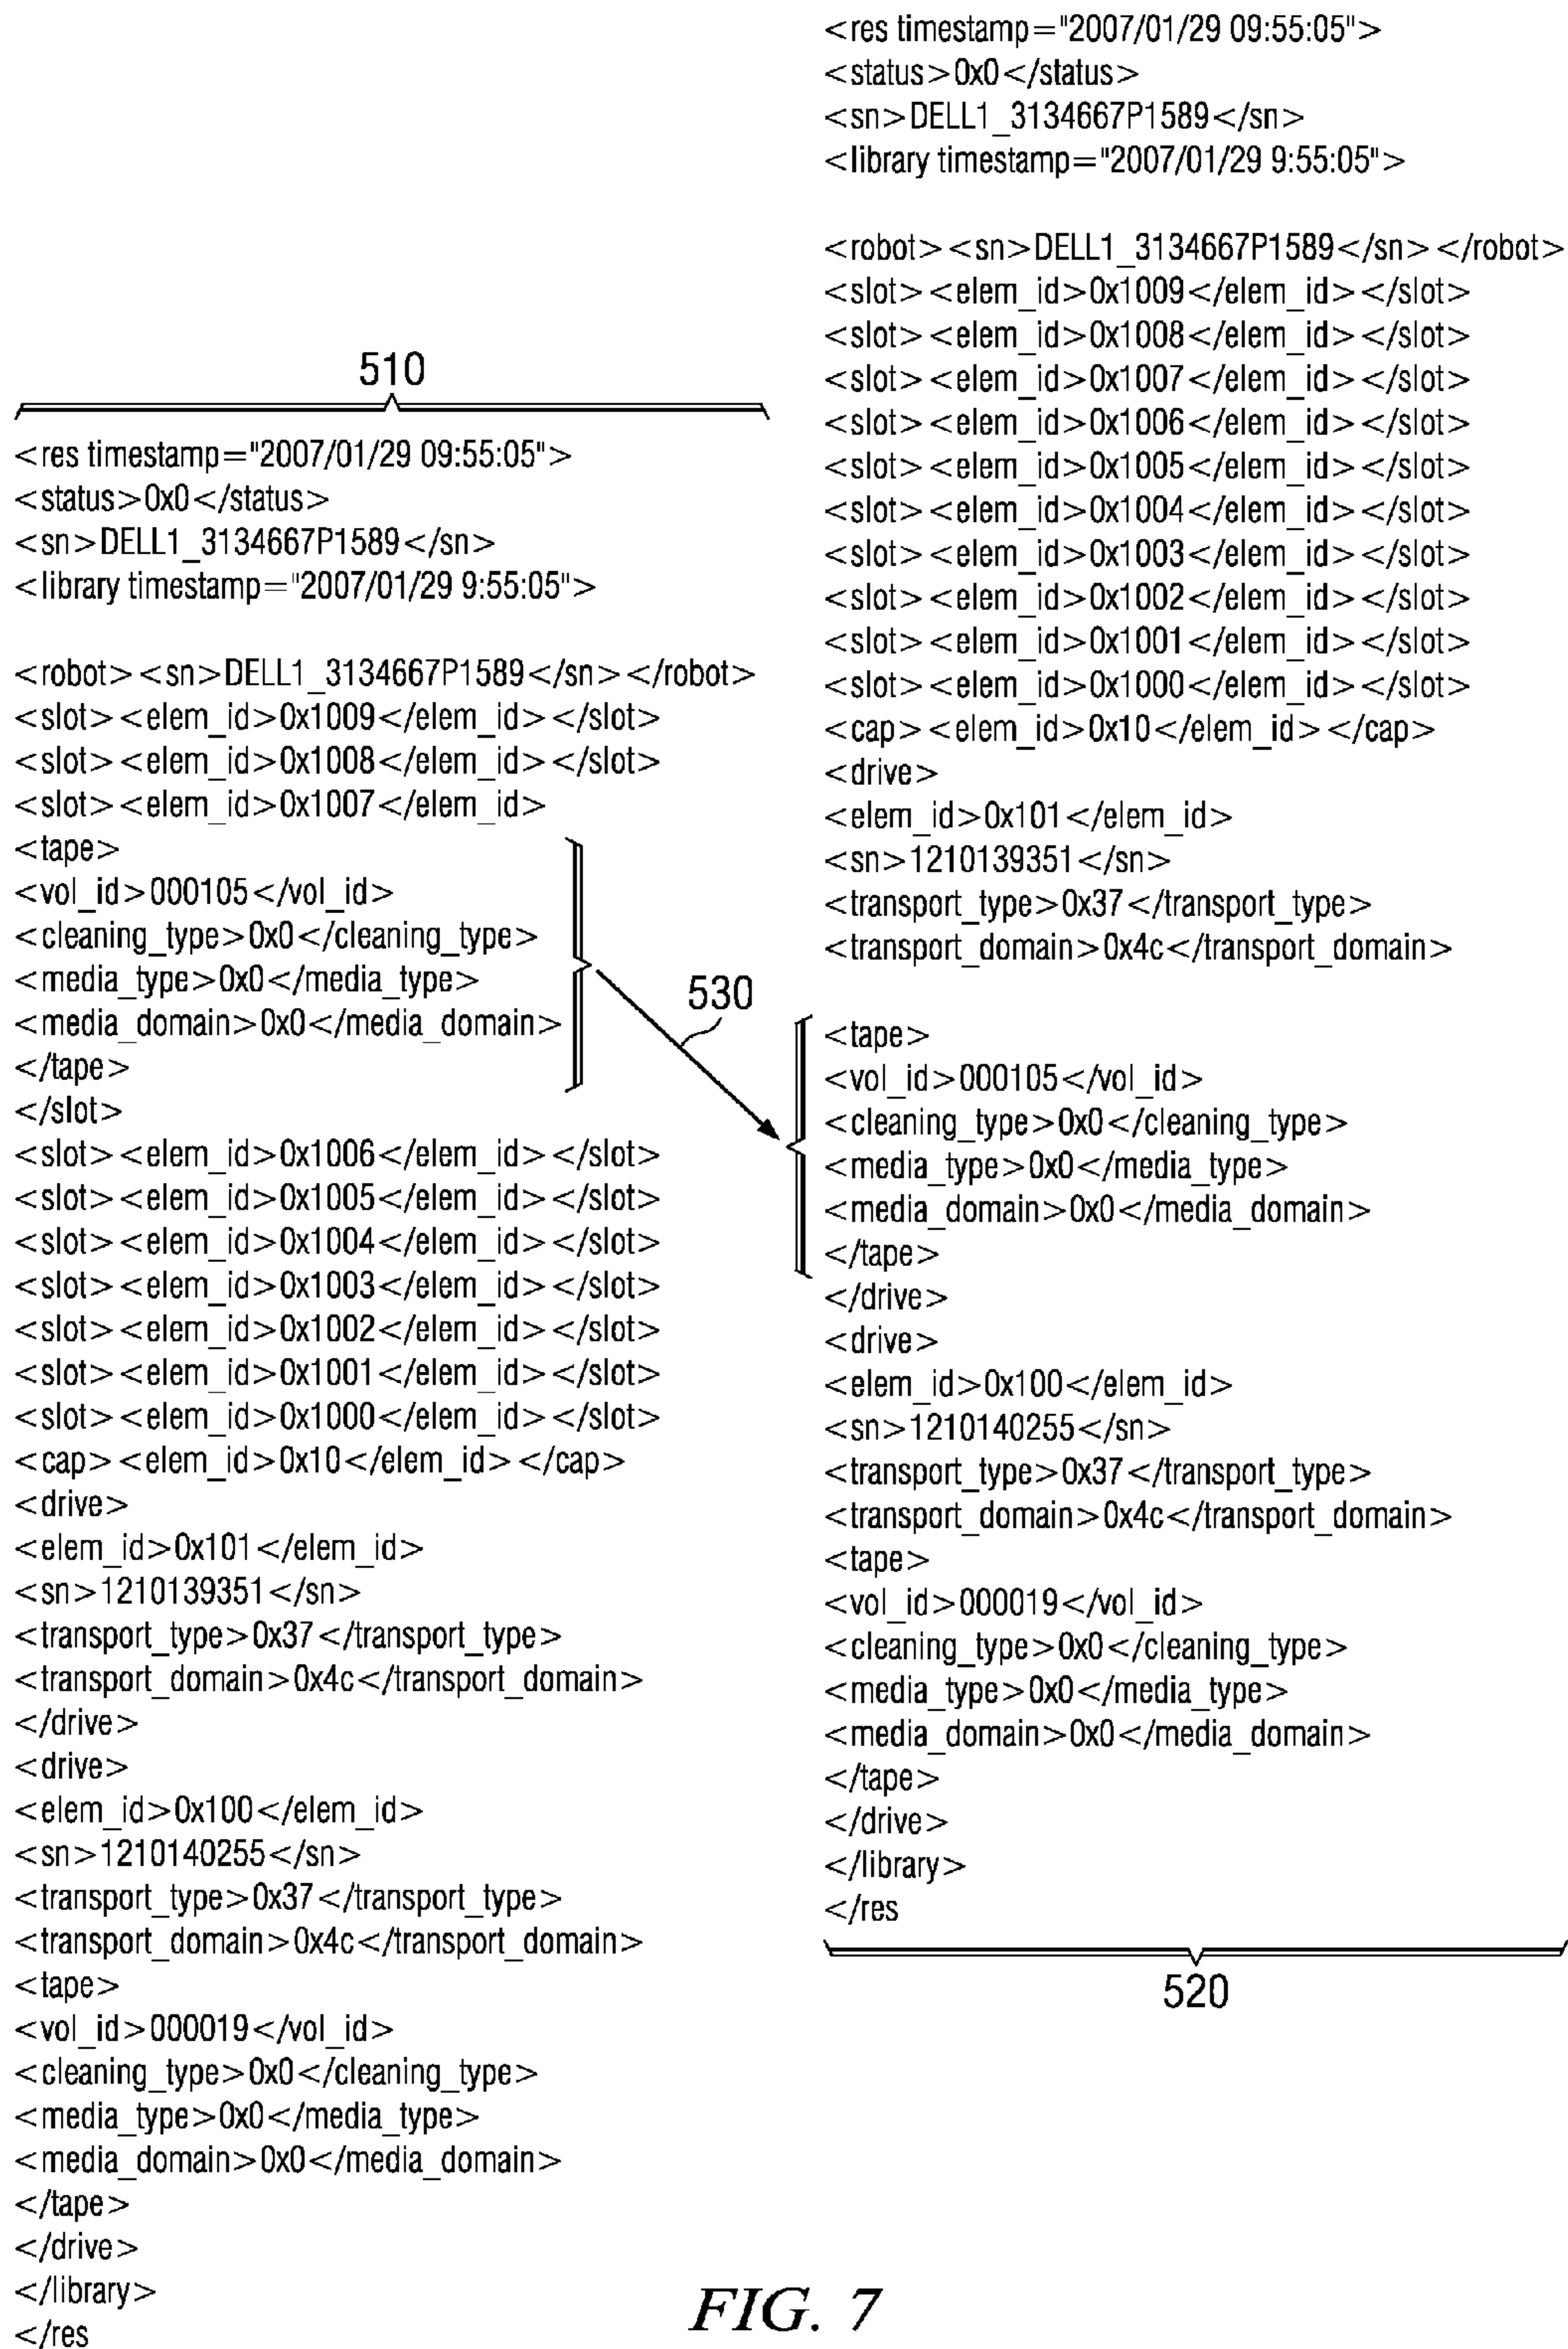 510
<res timestamp="2007/01/29 09:55:05">
<status>0x0</status>
<sn>DELL1_3134667P1589</sn>
<library timestamp="2007/01/29 9:55:05">
<robot><sn>DELL1_3134667P1589</sn></robot>
<slot><elem_id>0x1009</elem_id></slot>
<slot><elem_id>0x1008</elem_id></slot>
<slot><elem_id>0x1007</elem_id>
<tape>
<vol_id>000105</vol_id>
<cleaning_type>0x0</cleaning_type>
<media_type>0x0</media_type>
<media_domain>0x0</media_domain>
</tape>
</slot>
<slot><elem_id>0x1006</elem_id></slot>
<slot><elem_id>0x1005</elem_id></slot>
<slot><elem_id>0x1004</elem_id></slot>
<slot><elem_id>0x1003</elem_id></slot>
<slot><elem_id>0x1002</elem_id></slot>
<slot><elem_id>0x1001</elem_id></slot>
<slot><elem_id>0x1000</elem_id></slot>
<cap><elem_id>0x10</elem_id></cap>
<drive>
<elem_id>0x101</elem_id>
<sn>1210139351</sn>
<transport_type>0x37</transport_type>
<transport_domain>0x4c</transport_domain>
</drive>
<drive>
<elem_id>0x100</elem_id>
<sn>1210140255</sn>
<transport_type>0x37</transport_type>
<transport_domain>0x4c</transport_domain>
<tape>
<vol_id>000019</vol_id>
<cleaning_type>0x0</cleaning_type>
<media_type>0x0</media_type>
<media_domain>0x0</media_domain>
</tape>
</drive>
</library>
</res
530
<res timestamp="2007/01/29 09:55:05">
<status>0x0</status>
<sn>DELL1_3134667P1589</sn>
<library timestamp="2007/01/29 9:55:05">
<robot><sn>DELL1_3134667P1589</sn></robot>
<slot><elem_id>0x1009</elem_id></slot>
<slot><elem_id>0x1008</elem_id></slot>
<slot><elem_id>0x1007</elem_id></slot>
<slot><elem_id>0x1006</elem_id></slot>
<slot><elem_id>0x1005</elem_id></slot>
<slot><elem_id>0x1004</elem_id></slot>
<slot><elem_id>0x1003</elem_id></slot>
<slot><elem_id>0x1002</elem_id></slot>
<slot><elem_id>0x1001</elem_id></slot>
<slot><elem_id>0x1000</elem_id></slot>
<cap><elem_id>0x10</elem_id></cap>
<drive>
<elem_id>0x101</elem_id>
<sn>1210139351</sn>
<transport_type>0x37</transport_type>
<transport_domain>0x4c</transport_domain>
<tape>
<vol_id>000105</vol_id>
<cleaning_type>0x0</cleaning_type>
<media_type>0x0</media_type>
<media_domain>0x0</media_domain>
</tape>
</drive>
<drive>
<elem_id>0x100</elem_id>
<sn>1210140255</sn>
<transport_type>0x37</transport_type>
<transport_domain>0x4c</transport_domain>
<tape>
<vol_id>000019</vol_id>
<cleaning_type>0x0</cleaning_type>
<media_type>0x0</media_type>
<media_domain>0x0</media_domain>
</tape>
</drive>
</library>
</res
520
FIG. 7